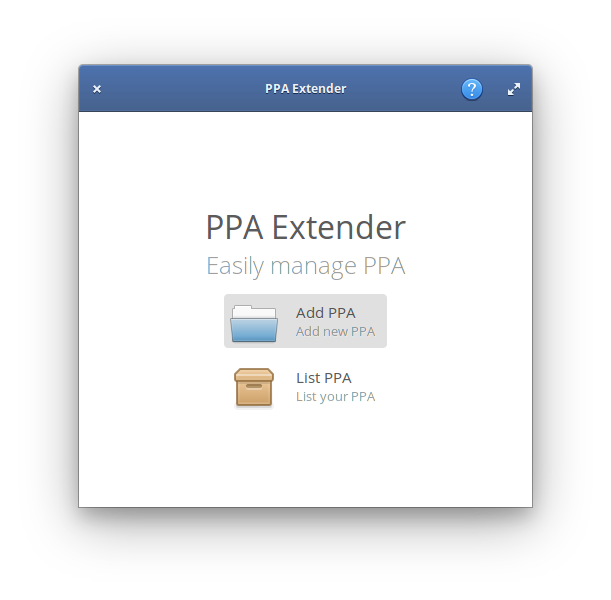 PPA Extender
?
PPA Extender
Easily manage PPA
Add PPA
Add new PPA
List PPA
List your PPA